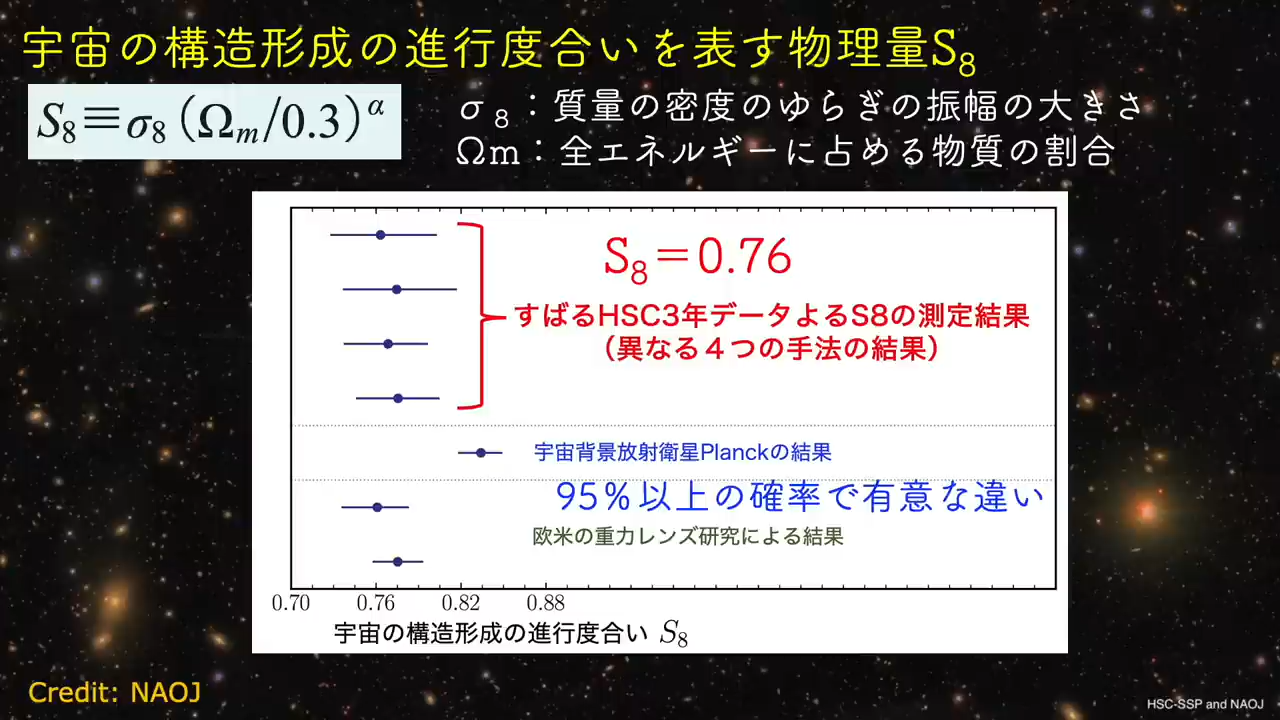 宇宙の構造形成の進行度合いを表す物理量S₈
S₈≡σ₈(Ωₘ/0.3)^α
σ₈：質量の密度のゆらぎの振幅の大きさ
Ωm：全エネルギーに占める物質の割合
S₈＝0.76
すばるHSC3年データよるS8の測定結果
（異なる４つの手法の結果）
宇宙背景放射衛星Planckの結果
95％以上の確率で有意な違い
欧米の重力レンズ研究による結果
0.70 0.76 0.82 0.88
宇宙の構造形成の進行度合い S₈
Credit: NAOJ
HSC-SSP and NAOJ